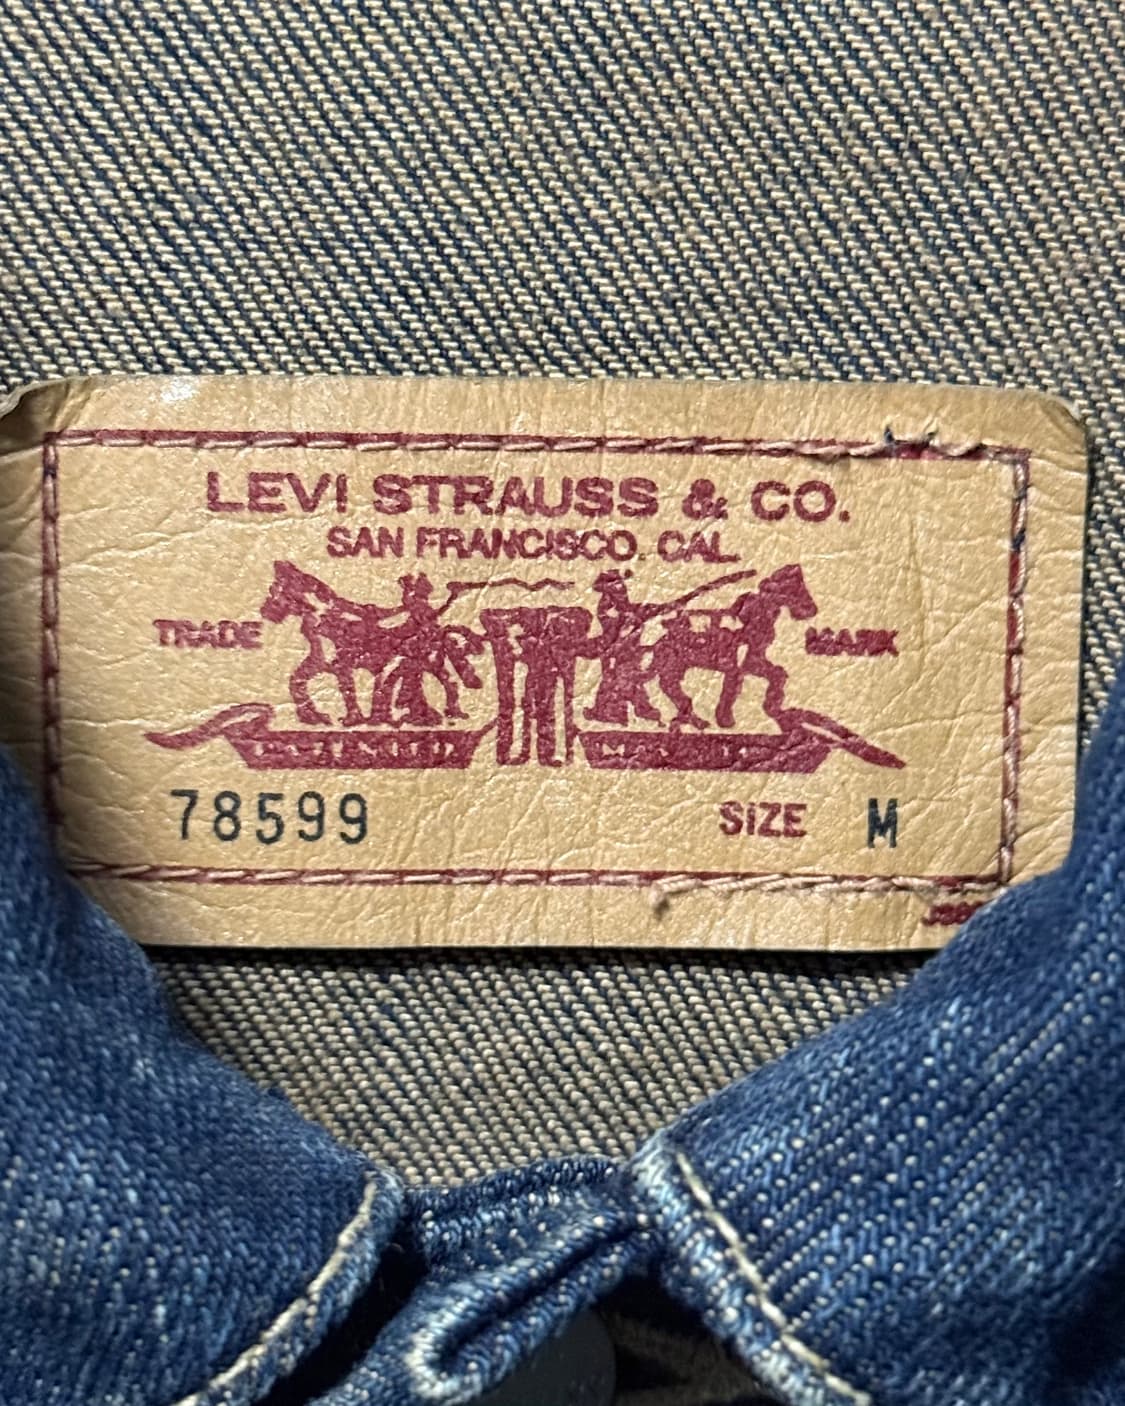 LEVI STRAUSS & CO.
SAN FRANCISCO. CAL.
TRADE MARK
78599 SiZE M